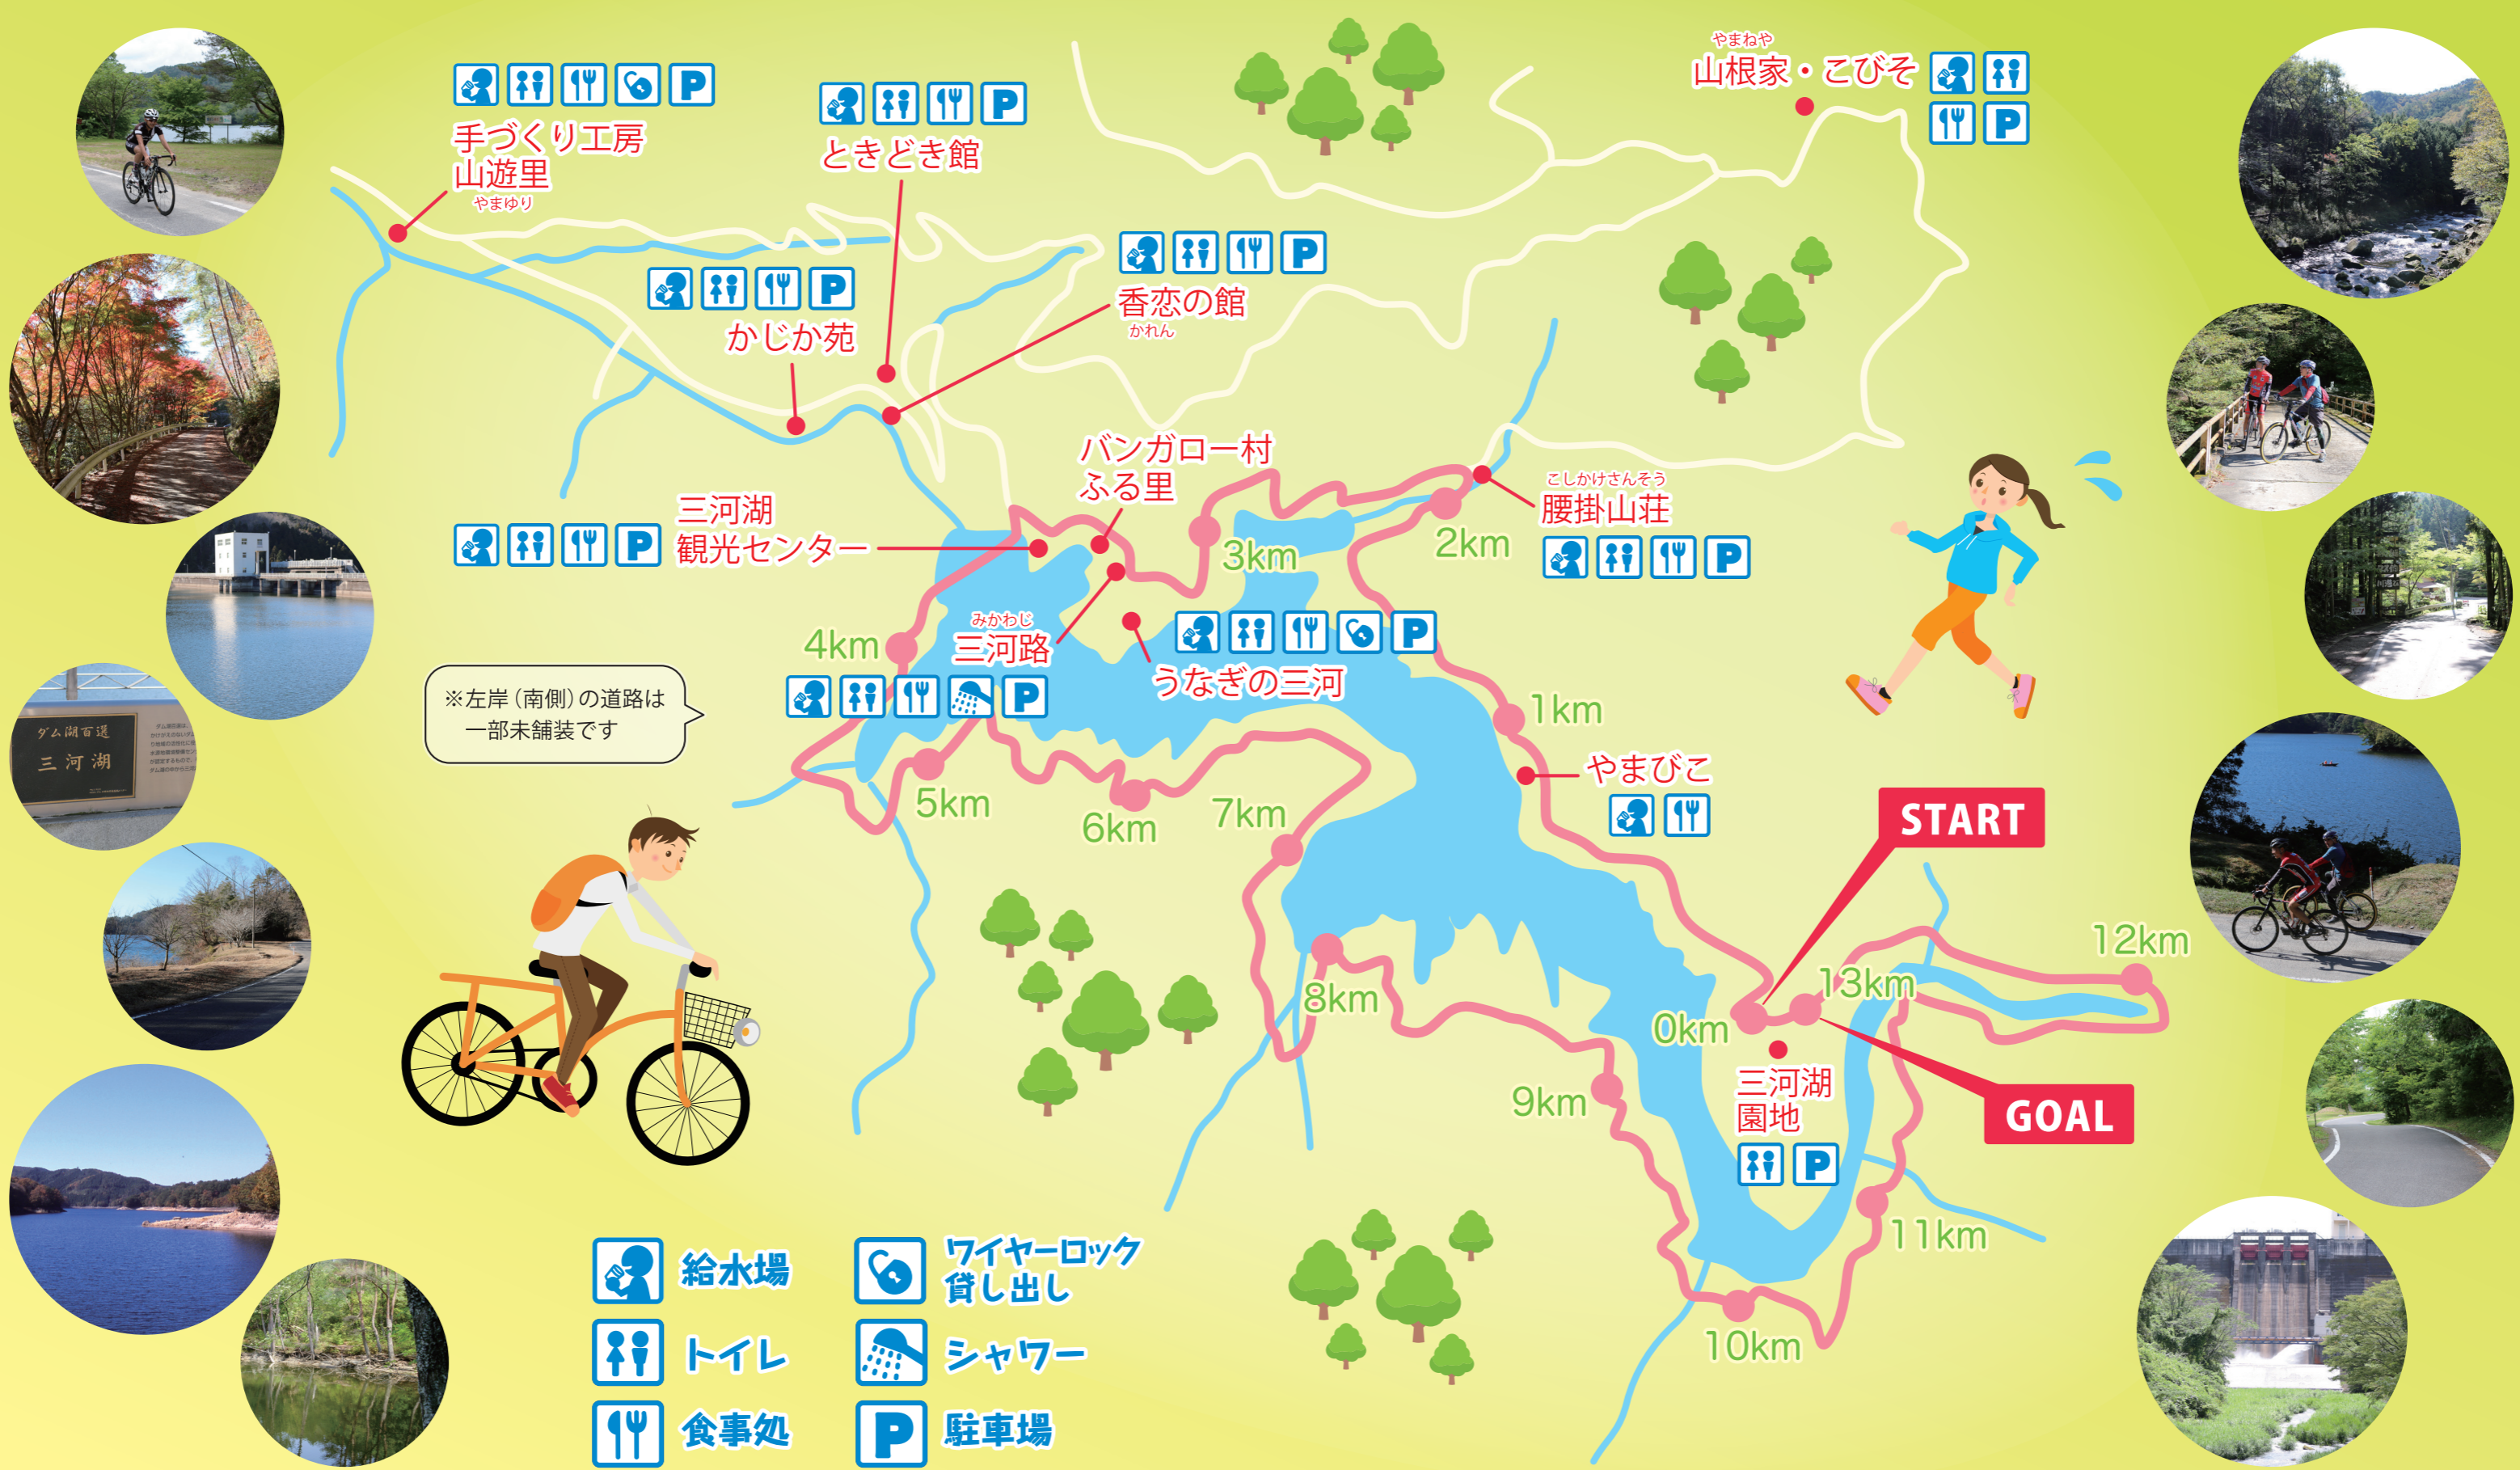 やまねや
山根家・こびそ
手づくり工房
山遊里
やまゆり
ときどき館
かじか苑
香恋の館
かれん
バンガロー村
ふる里
三河湖
観光センター
こしかけさんそう
腰掛山荘
みかわじ
三河路
うなぎの三河
やまびこ
※左岸（南側）の道路は
一部未舗装です
START
GOAL
0km
1km
2km
3km
4km
5km
6km
7km
8km
9km
10km
11km
12km
13km
三河湖
園地
P
P
P
P
P
P
P
P
P
P
ダム湖百選
三河湖
給水場
ワイヤーロック
貸し出し
トイレ
シャワー
食事処
P
駐車場